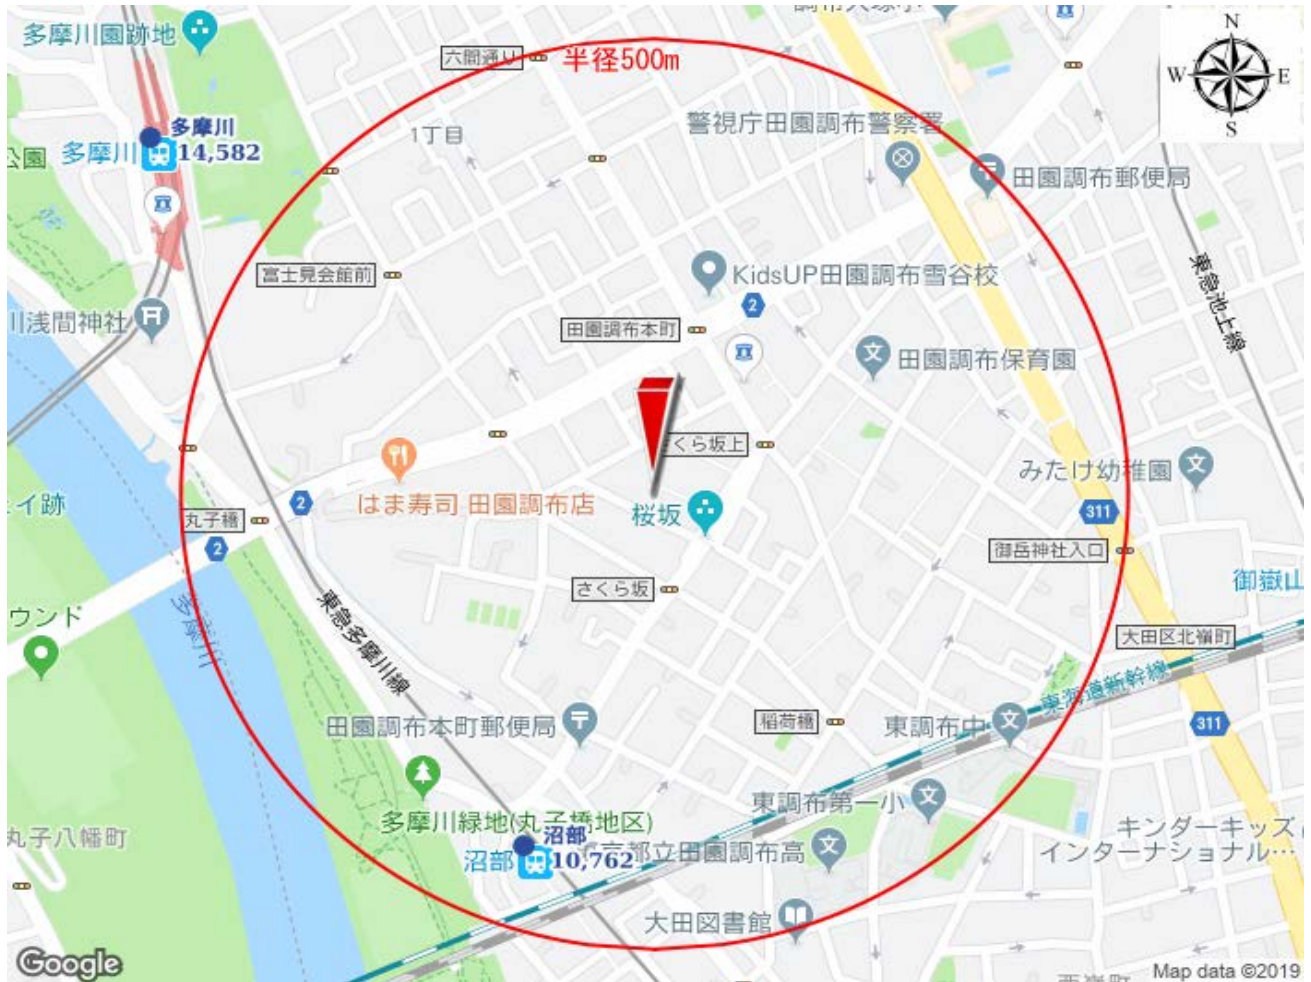 多摩川園跡地
六間通り
半径500m
N
W
E
S
多摩川
14,582
多摩川
公園
1丁目
警視庁田園調布警察署
田園調布郵便局
富士見会館前
KidsUP田園調布雪谷校
2
東急池上線
川浅間神社
田園調布本町
田園調布保育園
くら坂上
みたけ幼稚園
はま寿司 田園調布店
2
311
イ跡
桜坂
丸子橋
2
御岳神社入口
さくら坂
御嶽山
多摩川
東急多摩川線
ウンド
大田区北嶺町
東海道新幹線
田園調布本町郵便局
稲荷橋
東調布中
311
多摩川緑地(丸子橋地区)
東調布第一小
丸子八幡町
沼部
10,762
沼部
京都立田園調布高
キンダーキッズ
インターナショナル…
大田図書館
Google
Map data ©2019